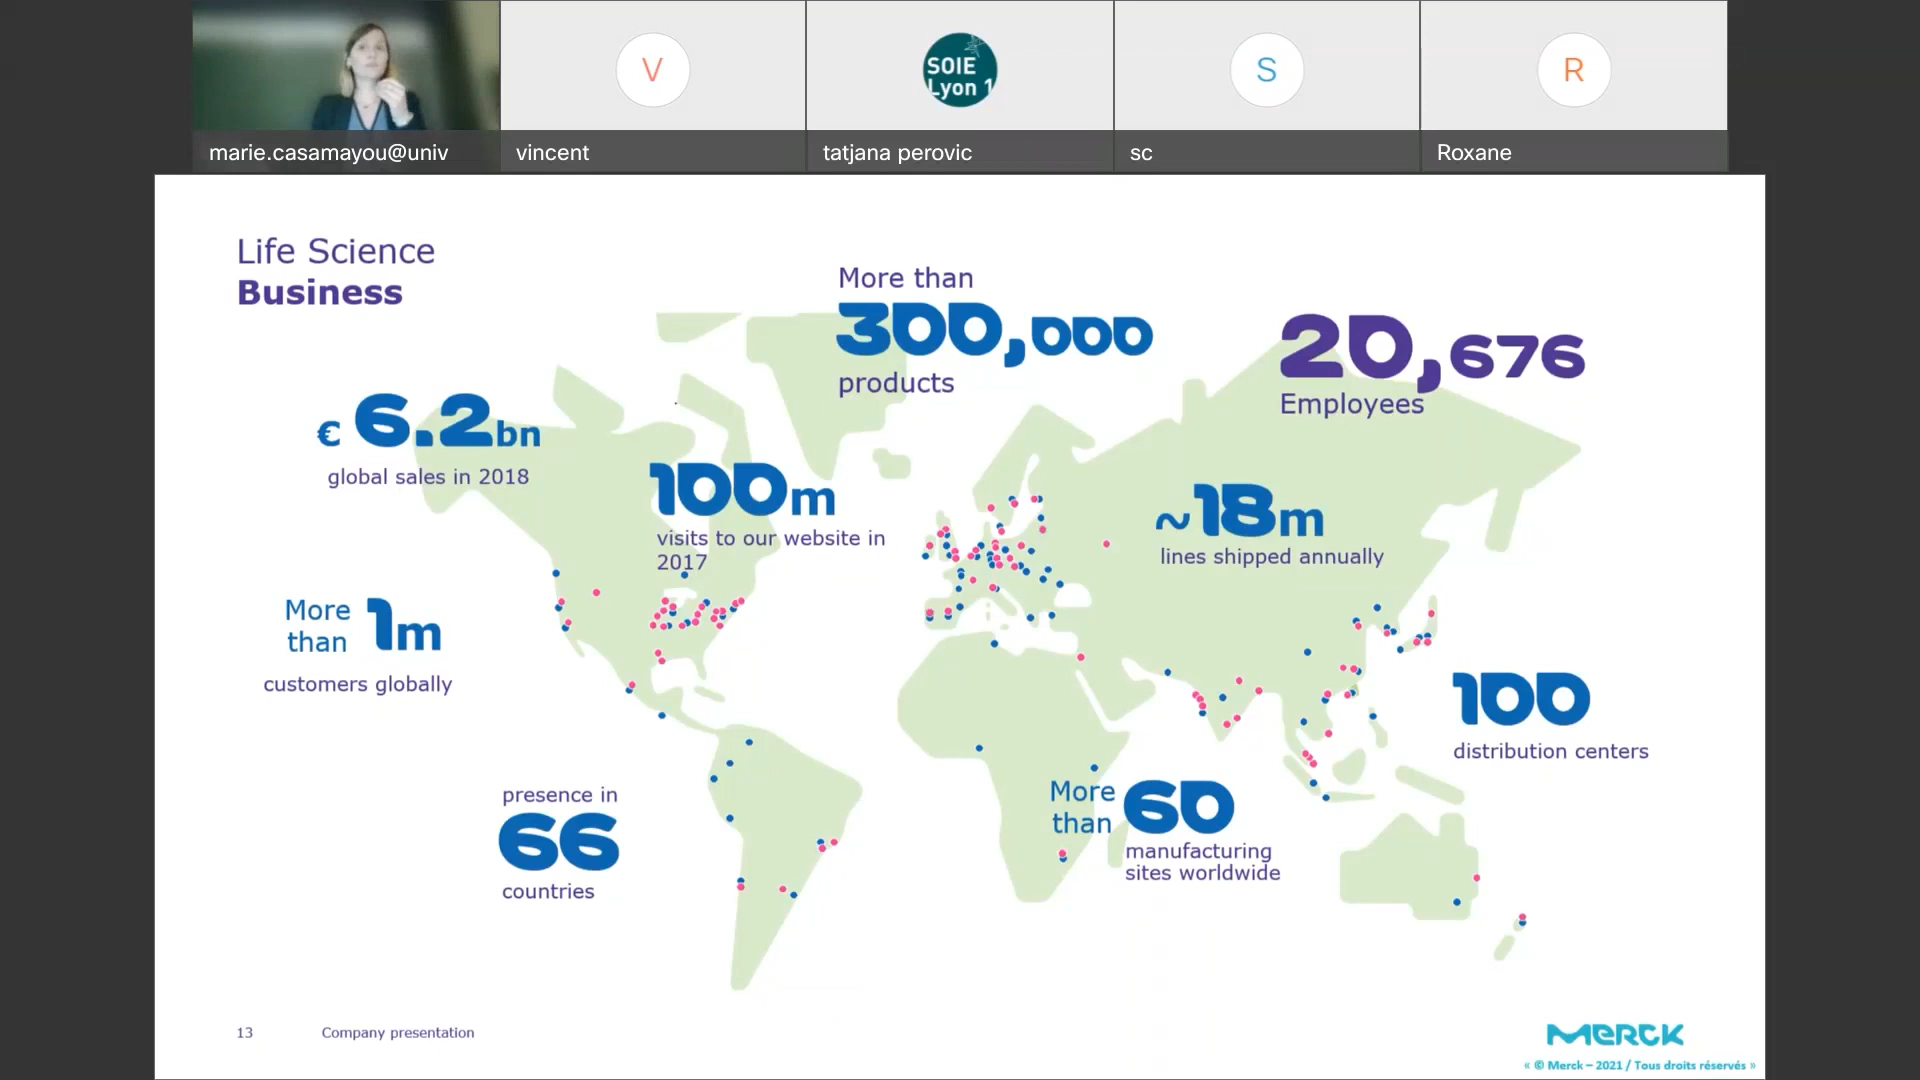 V
SOIE
Lyon 1
S
R
marie.casamayou@univ
vincent
tatjana perovic
sc
Roxane
Life Science
Business
More than
300,000
products
20,676
Employees
€ 6.2bn
global sales in 2018
100m
visits to our website in
2017
~18m
lines shipped annually
More
than 1m
customers globally
100
distribution centers
presence in
66
countries
More
than 60
manufacturing
sites worldwide
13 Company presentation
MERCK
« © Merck – 2021 / Tous droits réservés »